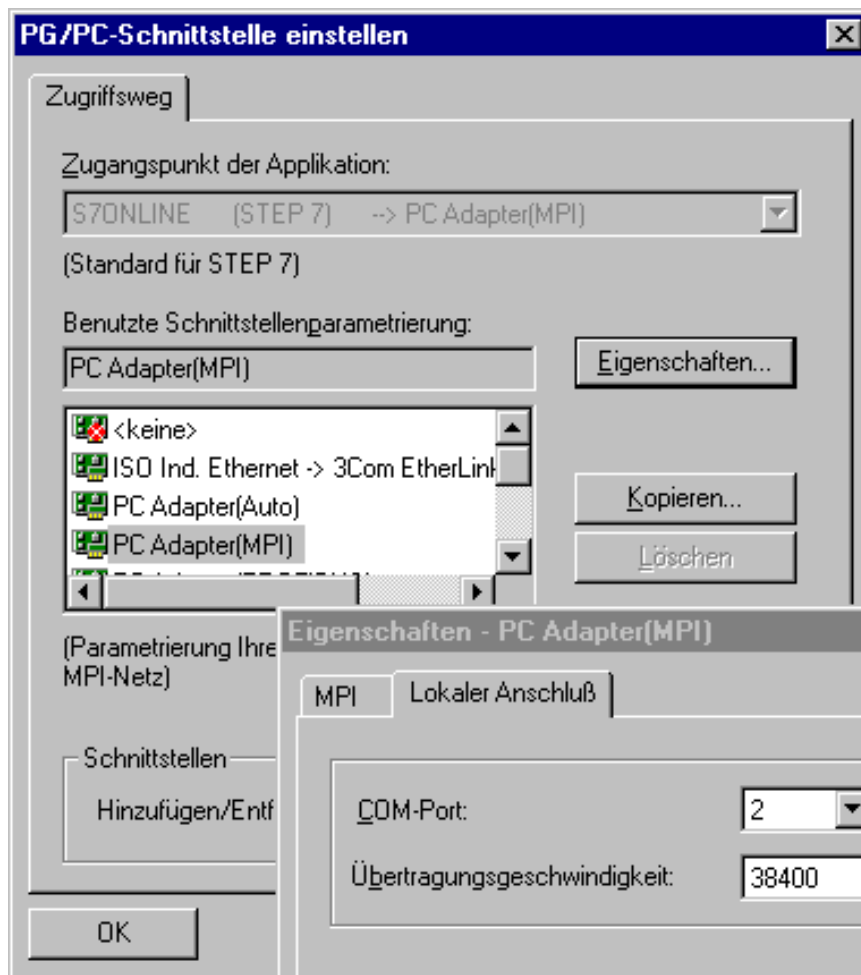 PG/PC-Schnittstelle einstellen
Zugriffsweg
Zugangspunkt der Applikation:
S7ONLINE (STEP 7) --> PC Adapter(MPI)
(Standard für STEP 7)
Benutzte Schnittstellenparametrierung:
PC Adapter(MPI)
Eigenschaften...
<keine>
ISO Ind. Ethernet -> 3Com EtherLink
PC Adapter(Auto)
Kopieren...
PC Adapter(MPI)
Löschen
(Parametrierung Ihre
MPI-Netz)
Eigenschaften - PC Adapter(MPI)
MPI
Lokaler Anschluß
Schnittstellen
Hinzufügen/Entf
COM-Port:
2
Übertragungsgeschwindigkeit:
38400
OK